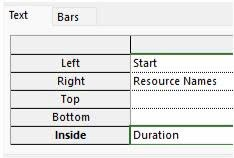 Text Bars
Left Start
Right Resource Names
Top
Bottom
Inside Duration